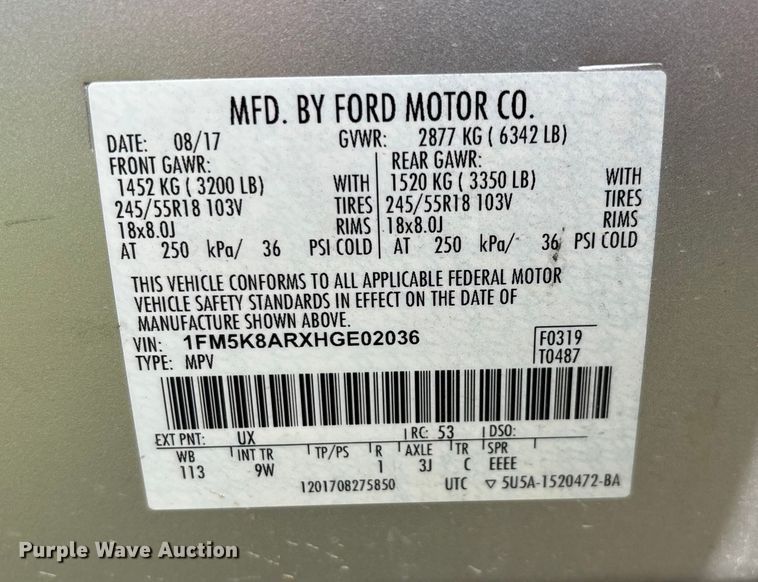 MFD. BY FORD MOTOR CO.
DATE: 08/17 GVWR: 2877 KG ( 6342 LB)
FRONT GAWR: REAR GAWR:
1452 KG ( 3200 LB) WITH 1520 KG ( 3350 LB) WITH
245/55R18 103V TIRES 245/55R18 103V TIRES
18x8.0J RIMS 18x8.0J RIMS
AT 250 kPa/ 36 PSI COLD AT 250 kPa/ 36 PSI COLD
THIS VEHICLE CONFORMS TO ALL APPLICABLE FEDERAL MOTOR
VEHICLE SAFETY STANDARDS IN EFFECT ON THE DATE OF
MANUFACTURE SHOWN ABOVE.
VIN: 1FM5K8ARXHGE02036 F0319
TYPE: MPV T0487
EXT PNT: UX RC: 53 DSO:
WB INT TR TP/PS R AXLE TR SPR
113 9W 1 3J C EEEE
1201708275850 UTC ▽ 5U5A-1520472-BA
Purple Wave Auction